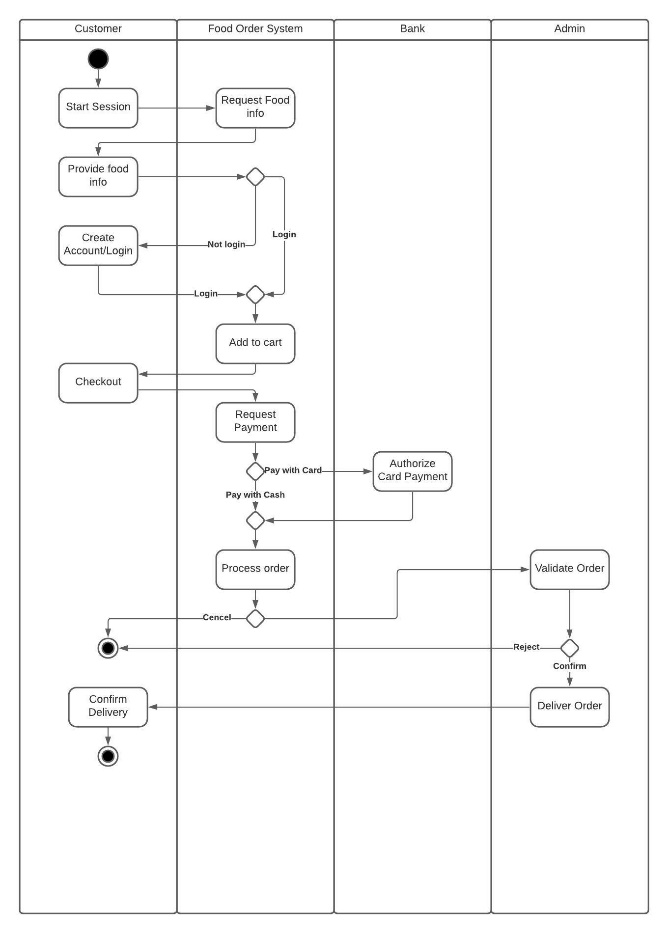 Customer
Food Order System
Bank
Admin
Start Session
Request Food
info
Provide food
info
Login
Create
Account/Login
Not login
Login
Add to cart
Checkout
Request
Payment
Pay with Card
Authorize
Card Payment
Pay with Cash
Process order
Validate Order
Cencel
Reject
Confirm
Confirm
Delivery
Deliver Order